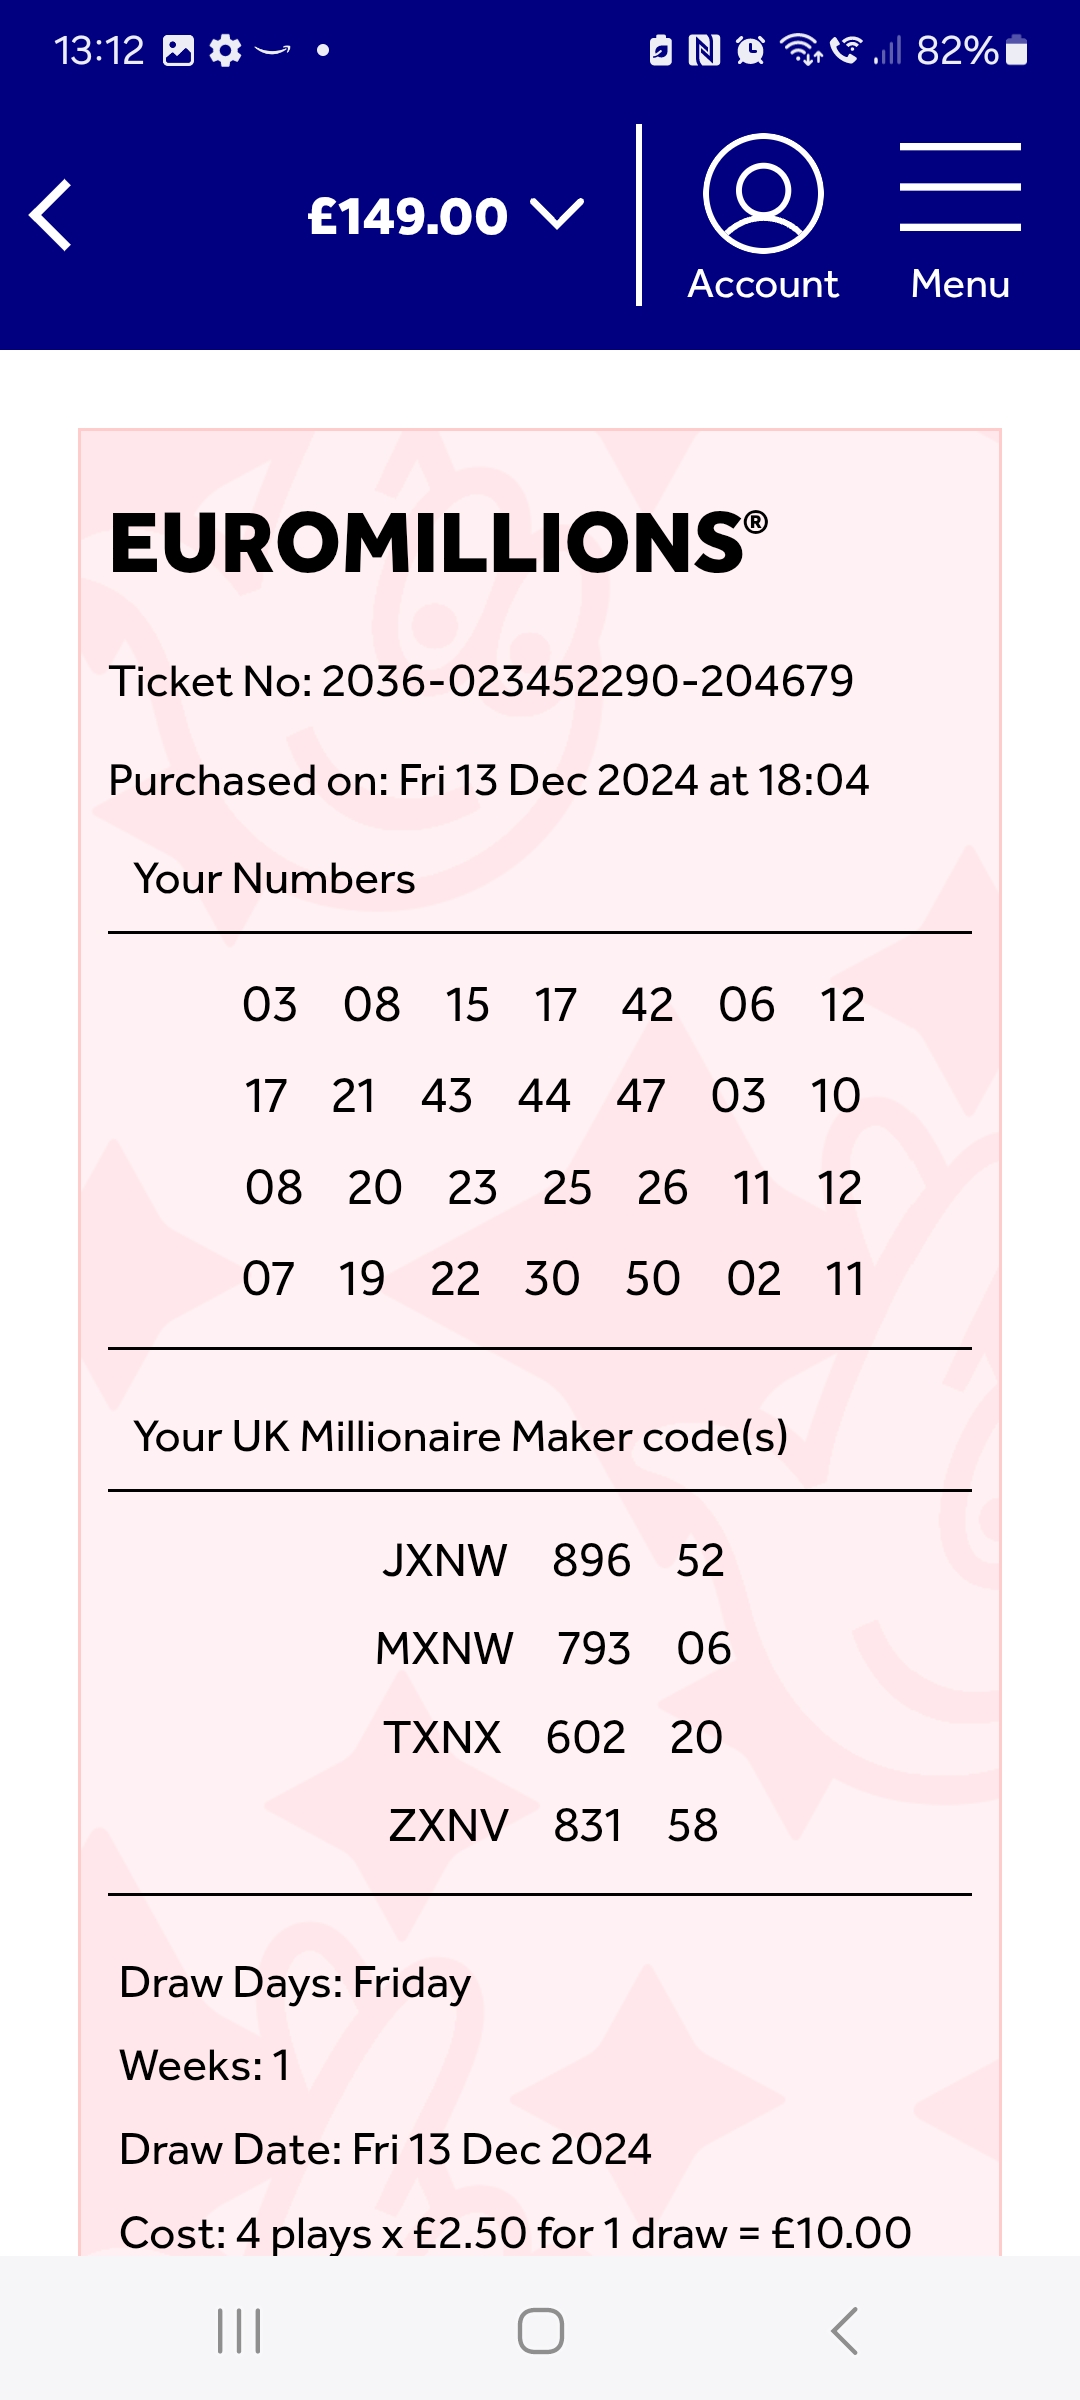 13:12 82%
£149.00
Account Menu
EUROMILLIONS®
Ticket No: 2036-023452290-204679
Purchased on: Fri 13 Dec 2024 at 18:04
Your Numbers
03 08 15 17 42 06 12
17 21 43 44 47 03 10
08 20 23 25 26 11 12
07 19 22 30 50 02 11
Your UK Millionaire Maker code(s)
JXNW 896 52
MXNW 793 06
TXNX 602 20
ZXNV 831 58
Draw Days: Friday
Weeks: 1
Draw Date: Fri 13 Dec 2024
Cost: 4 plays x £2.50 for 1 draw = £10.00